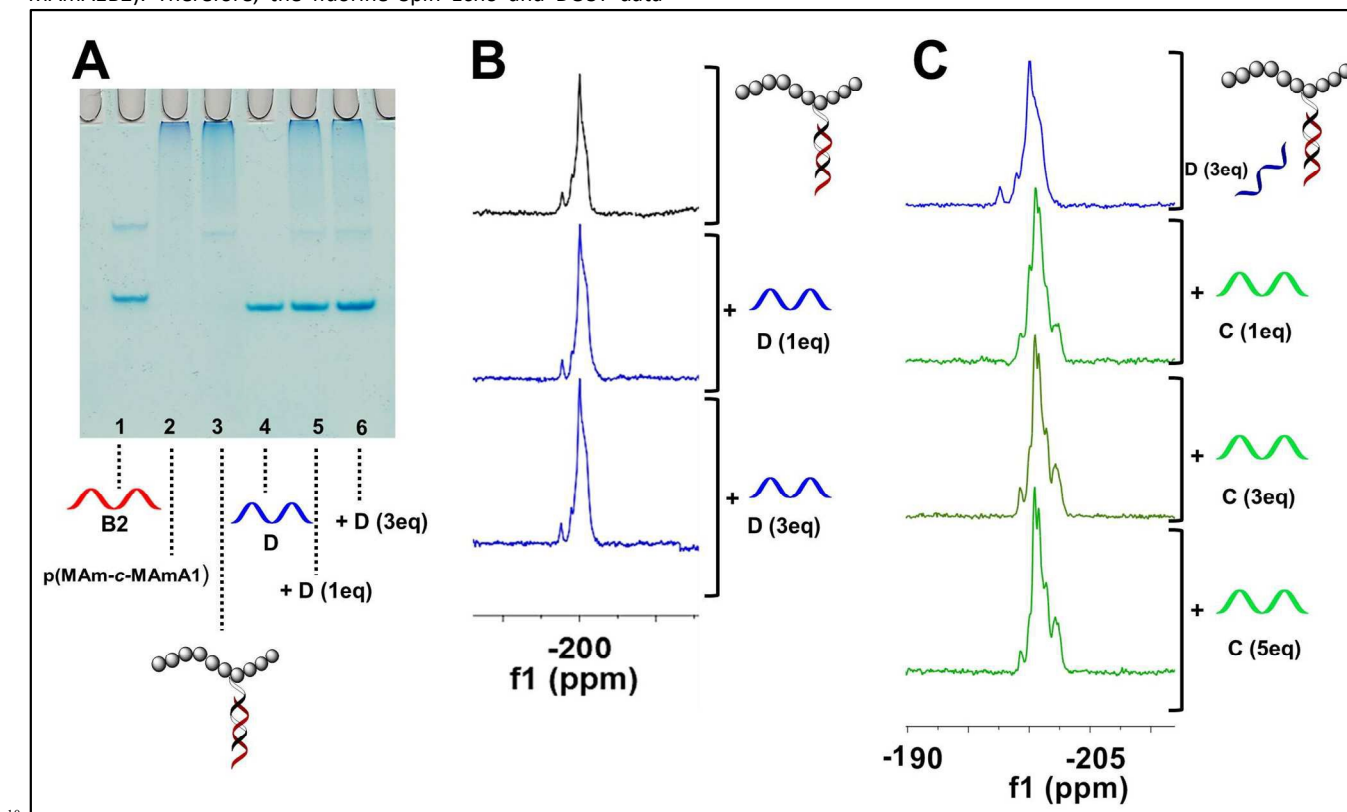 mAmA1B2). Therefore, the fluorine spin echo and DOSY data
A
B
C
D (3eq)
+
C (1eq)
+
D (1eq)
+
C (3eq)
+
D (3eq)
+
C (5eq)
1 2 3 4 5 6
B2
D
+ D (3eq)
p(MAm-c-MAmA1)
+ D (1eq)
-200
f1 (ppm)
-190 -205
f1 (ppm)